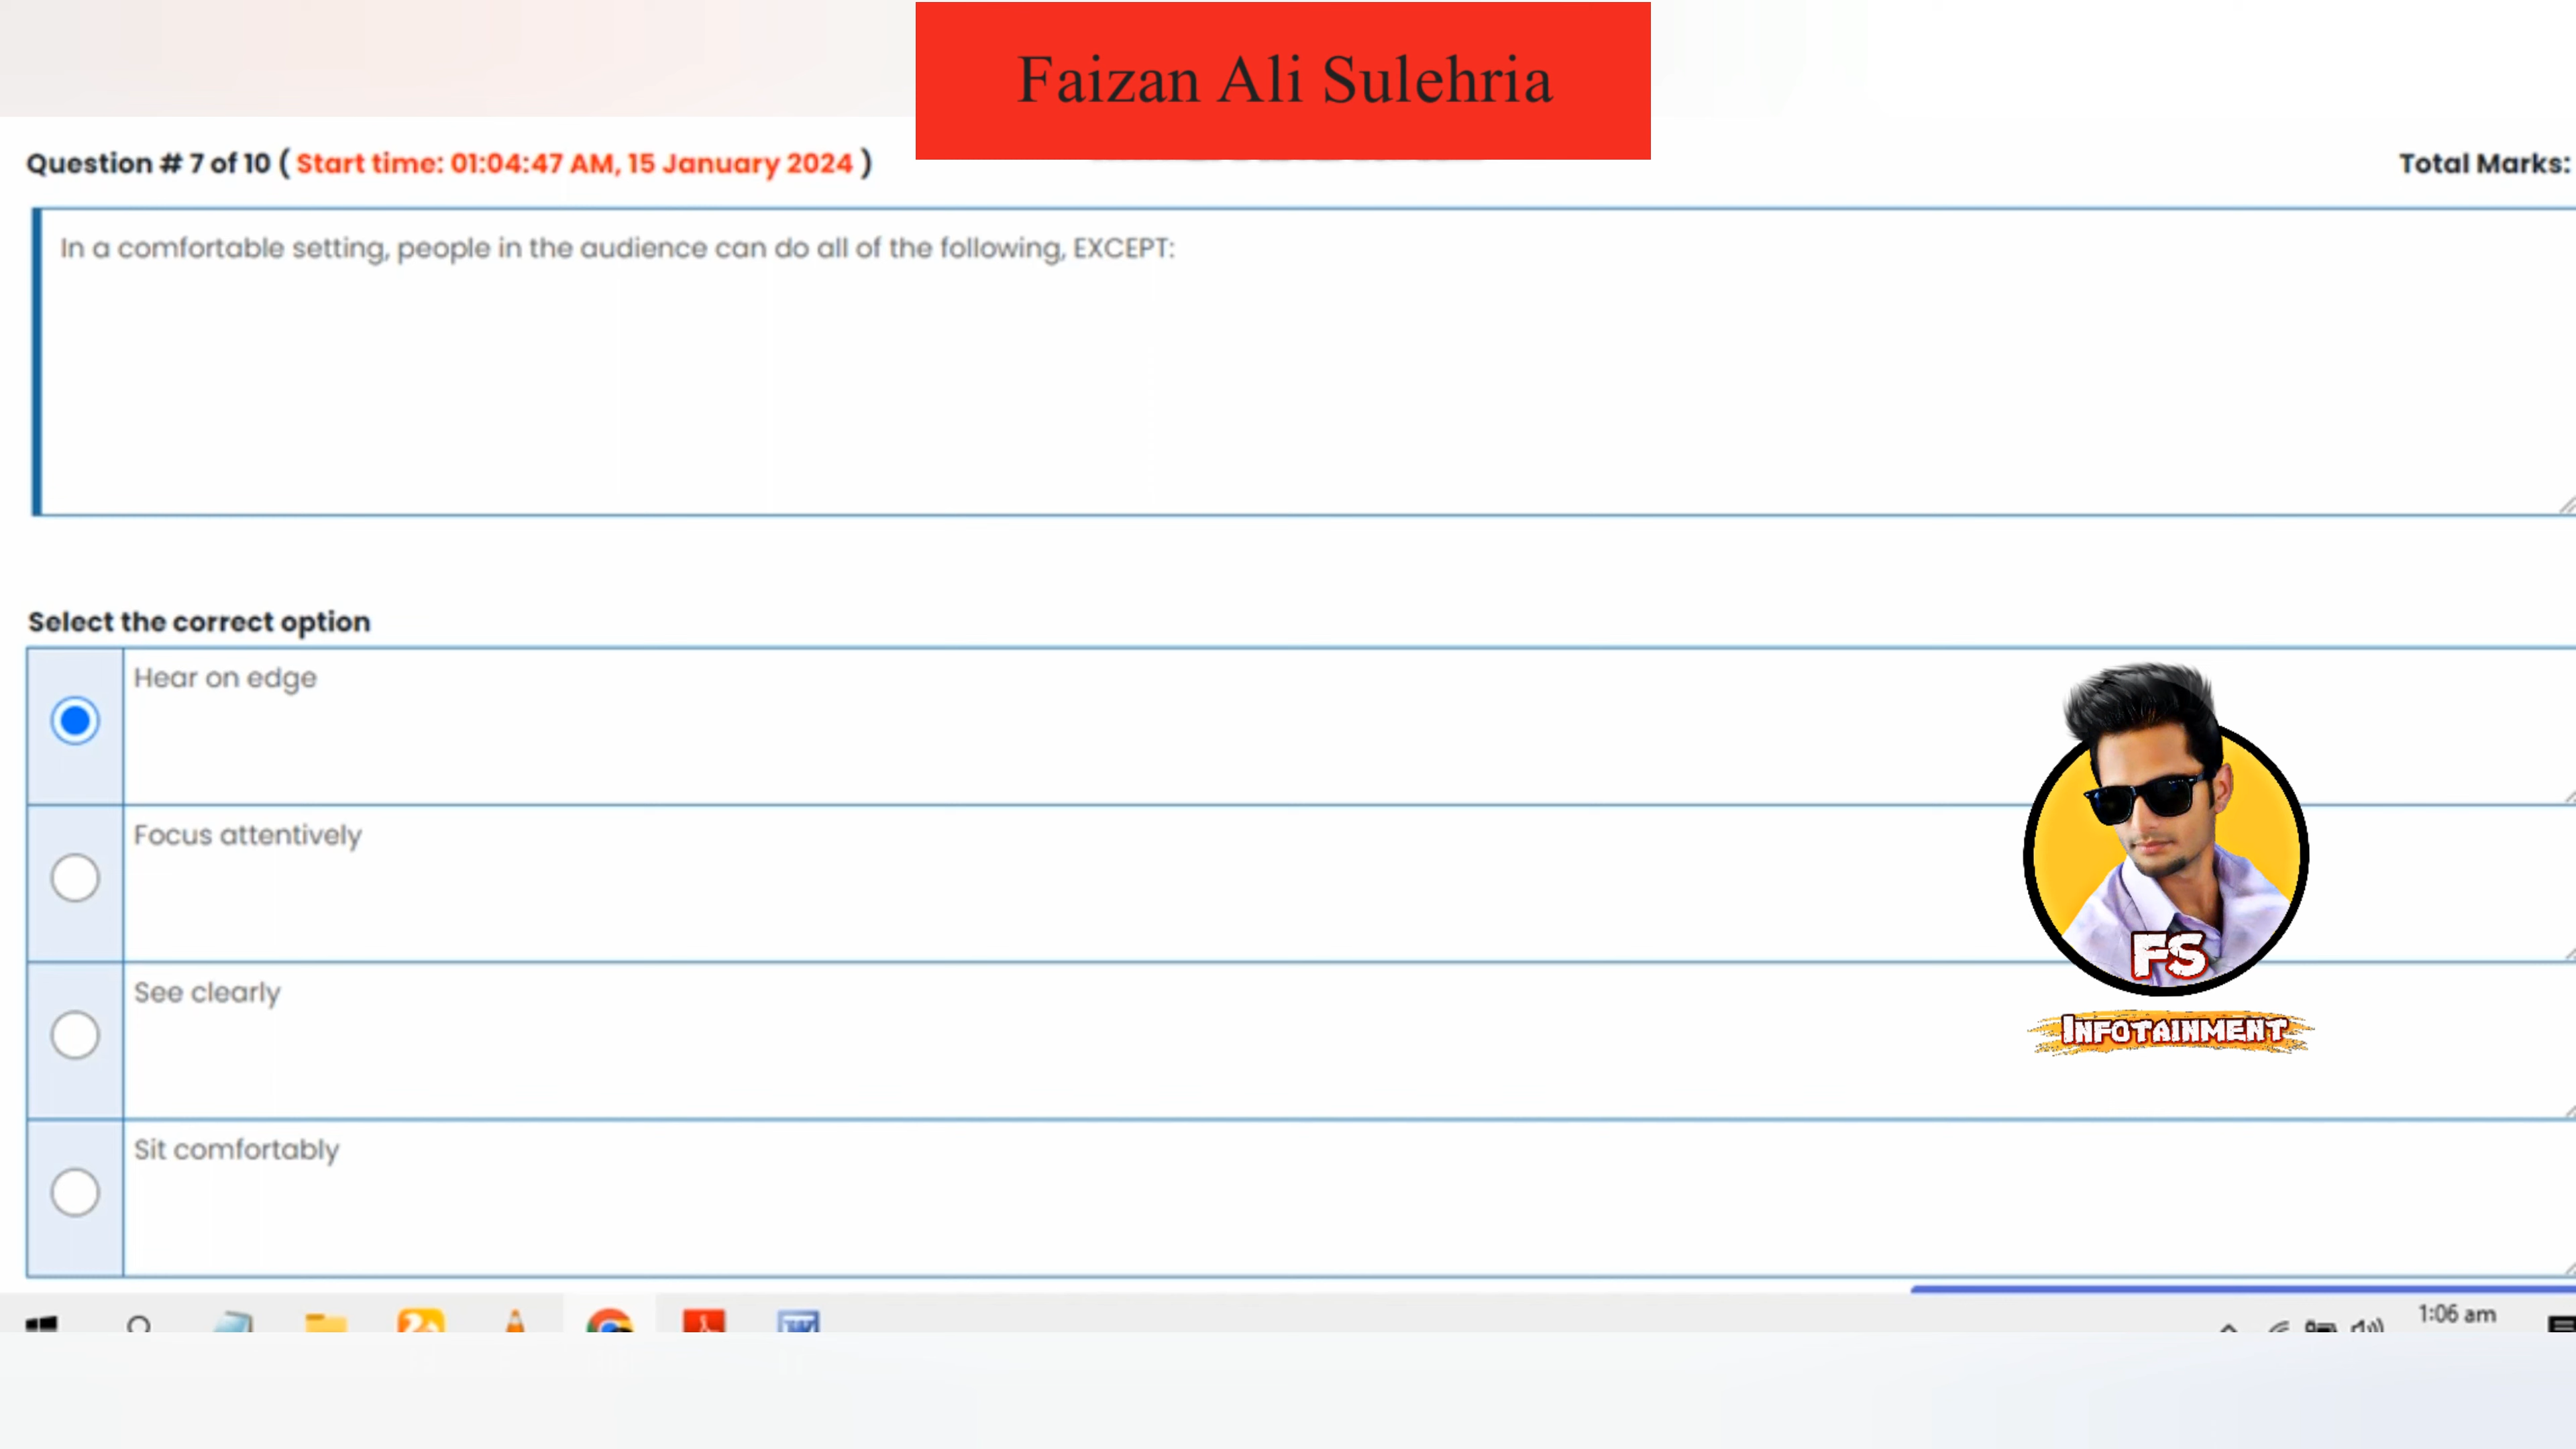 Faizan Ali Sulehria
Question # 7 of 10 ( Start time: 01:04:47 AM, 15 January 2024 )
Total Marks:
In a comfortable setting, people in the audience can do all of the following, EXCEPT:
Select the correct option
Hear on edge
Focus attentively
See clearly
Sit comfortably
FS
INFOTAINMENT
1:06 am